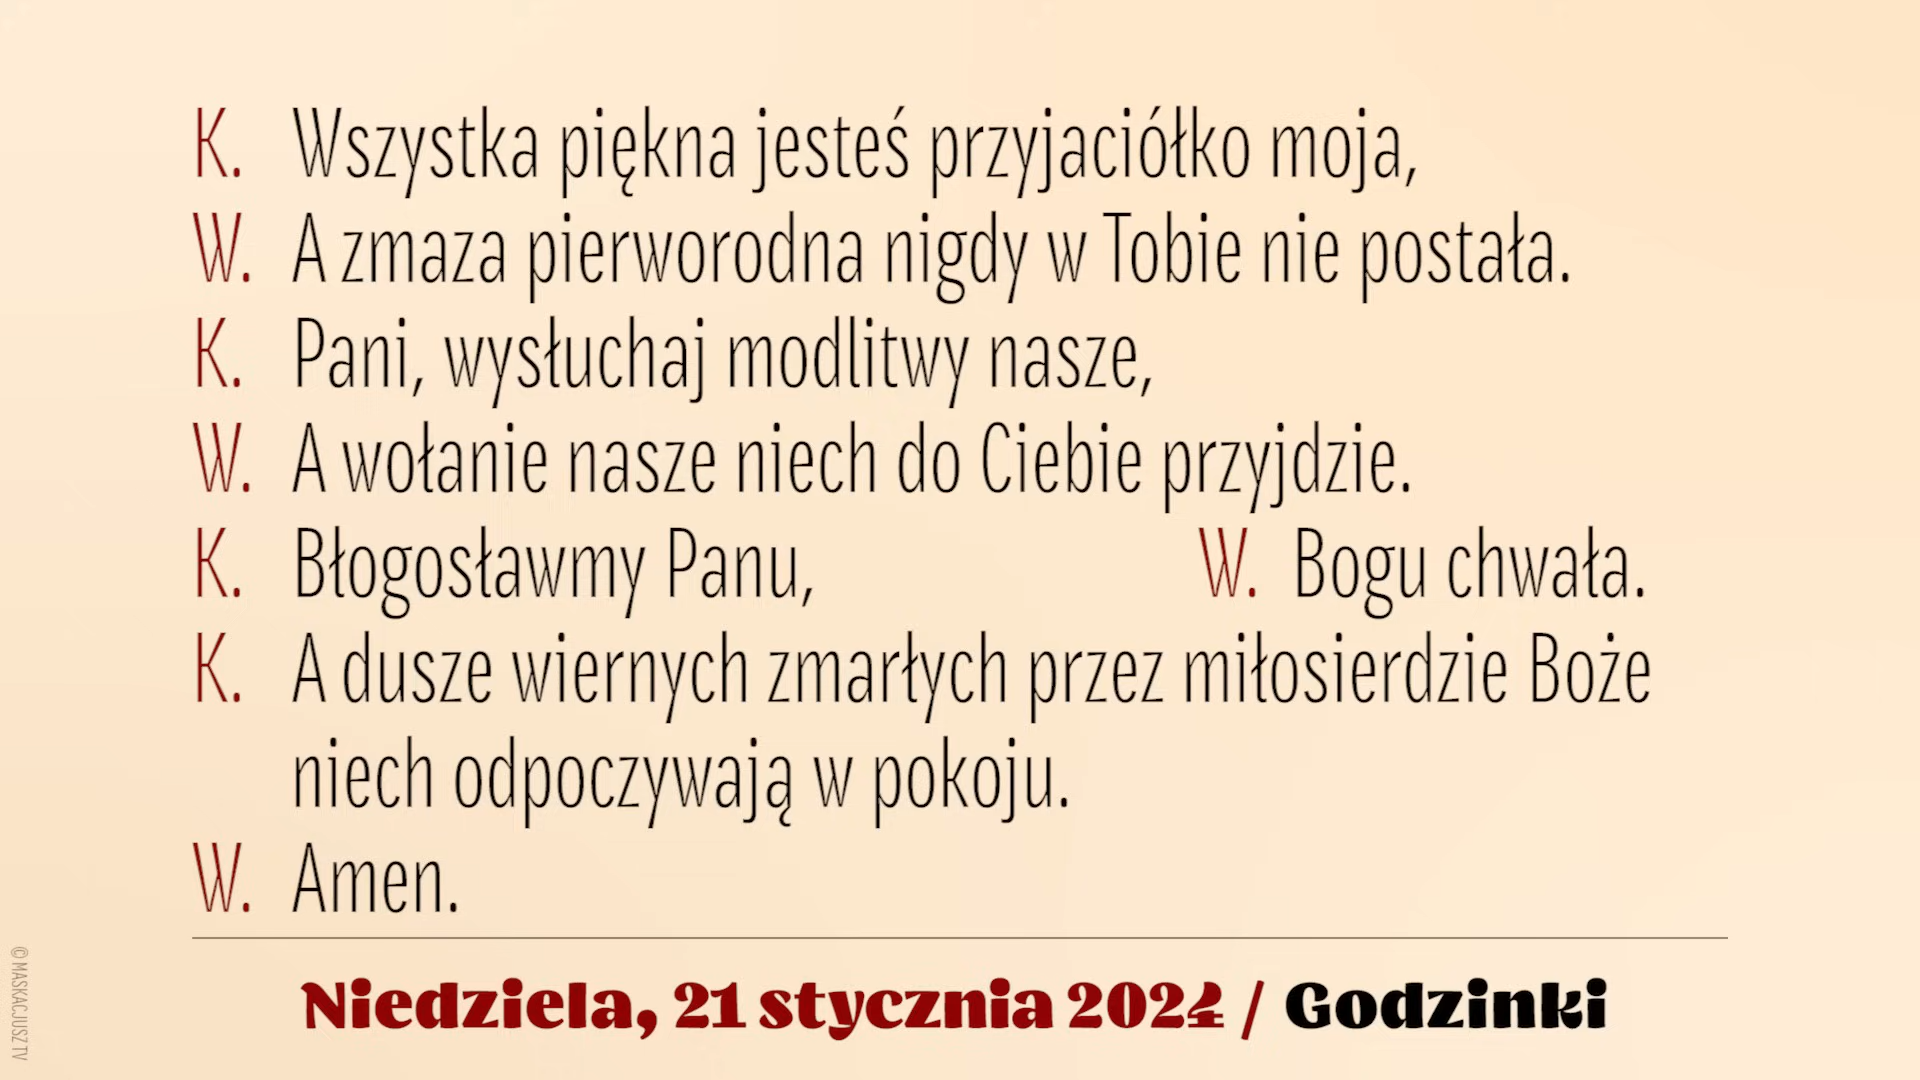 K. Wszystka piękna jesteś przyjaciółko moja,
W. A zmaza pierworodna nigdy w Tobie nie postała.
K. Pani, wysłuchaj modlitwy nasze,
W. A wołanie nasze niech do Ciebie przyjdzie.
K. Błogosławmy Panu, W. Bogu chwała.
K. A dusze wiernych zmarłych przez miłosierdzie Boże
niech odpoczywają w pokoju.
W. Amen.
Niedziela, 21 stycznia 2024 / Godzinki
© MASKACJUSZ TV